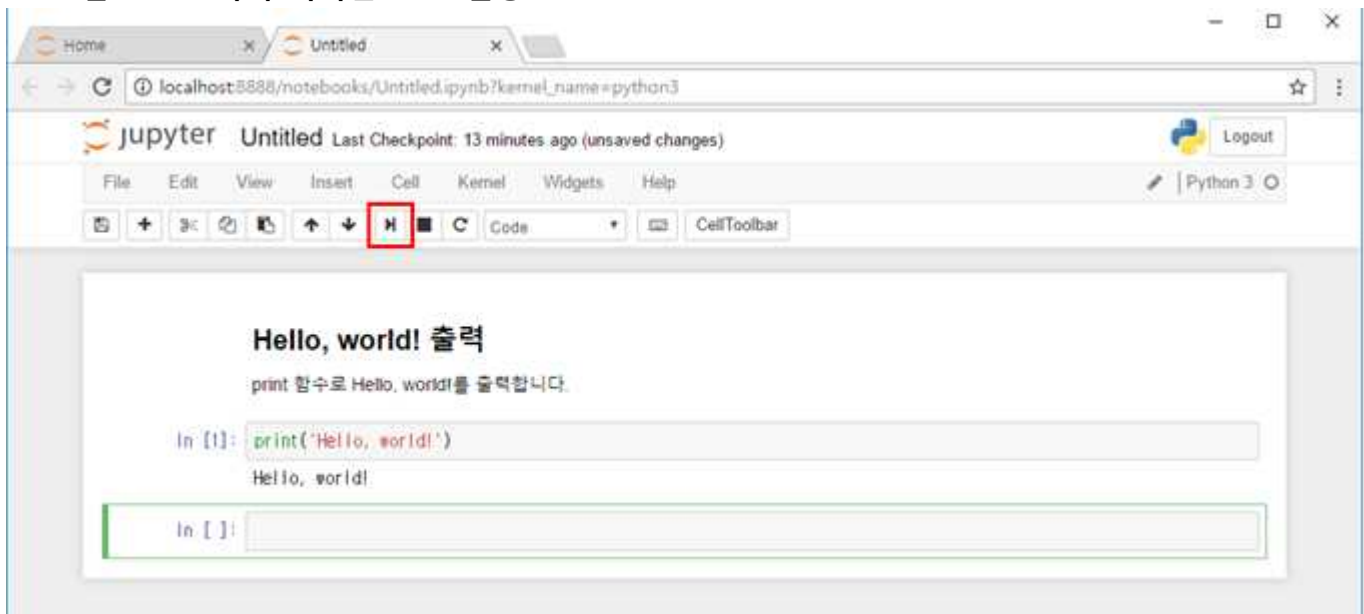 Home
Untitled
localhost:8888/notebooks/Untitled.ipynb?kernel_name=python3
jupyter Untitled Last Checkpoint: 13 minutes ago (unsaved changes)
Logout
File Edit View Insert Cell Kernel Widgets Help
Python 3
Code
CellToolbar
Hello, world! 출력
print 함수로 Hello, world!를 출력합니다.
In [1]: print('Hello, world!')
Hello, world!
In [ ]: